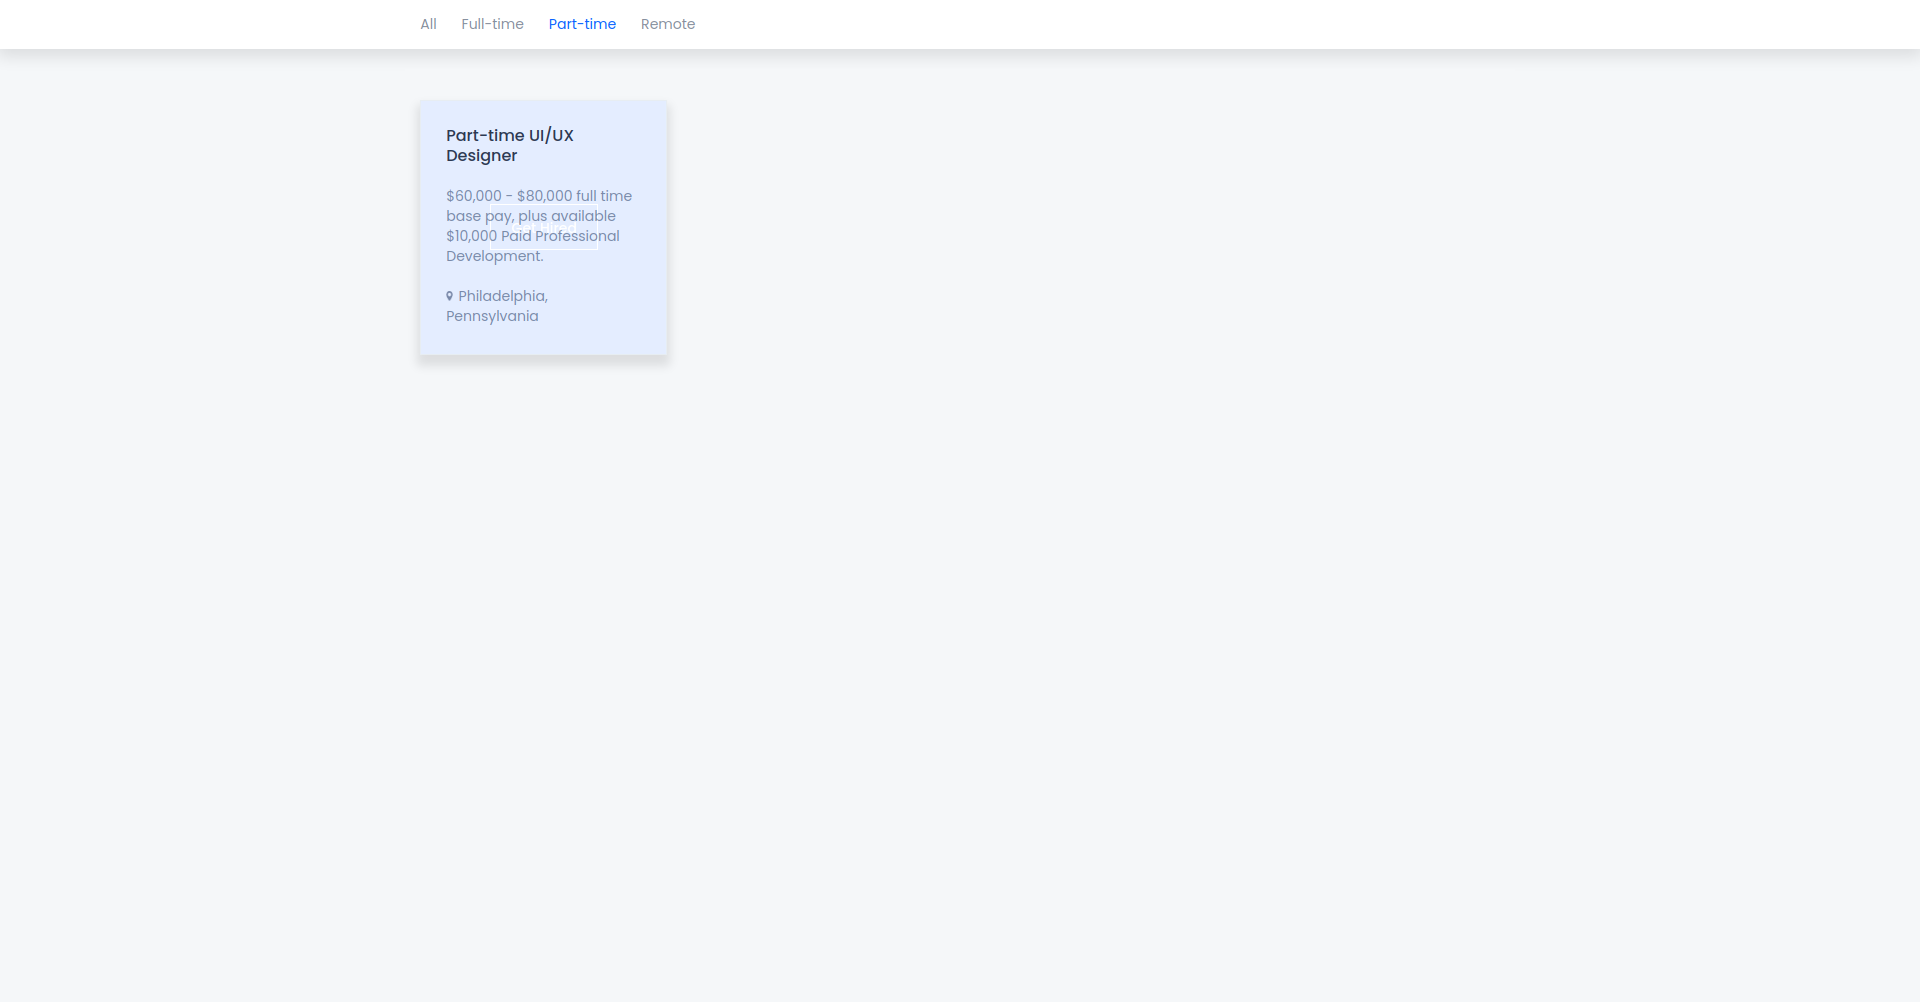 All Full-time Part-time Remote
Part-time UI/UX
Designer
$60,000 - $80,000 full time
base pay, plus available
$10,000 Paid Professional
Development.
Philadelphia,
Pennsylvania